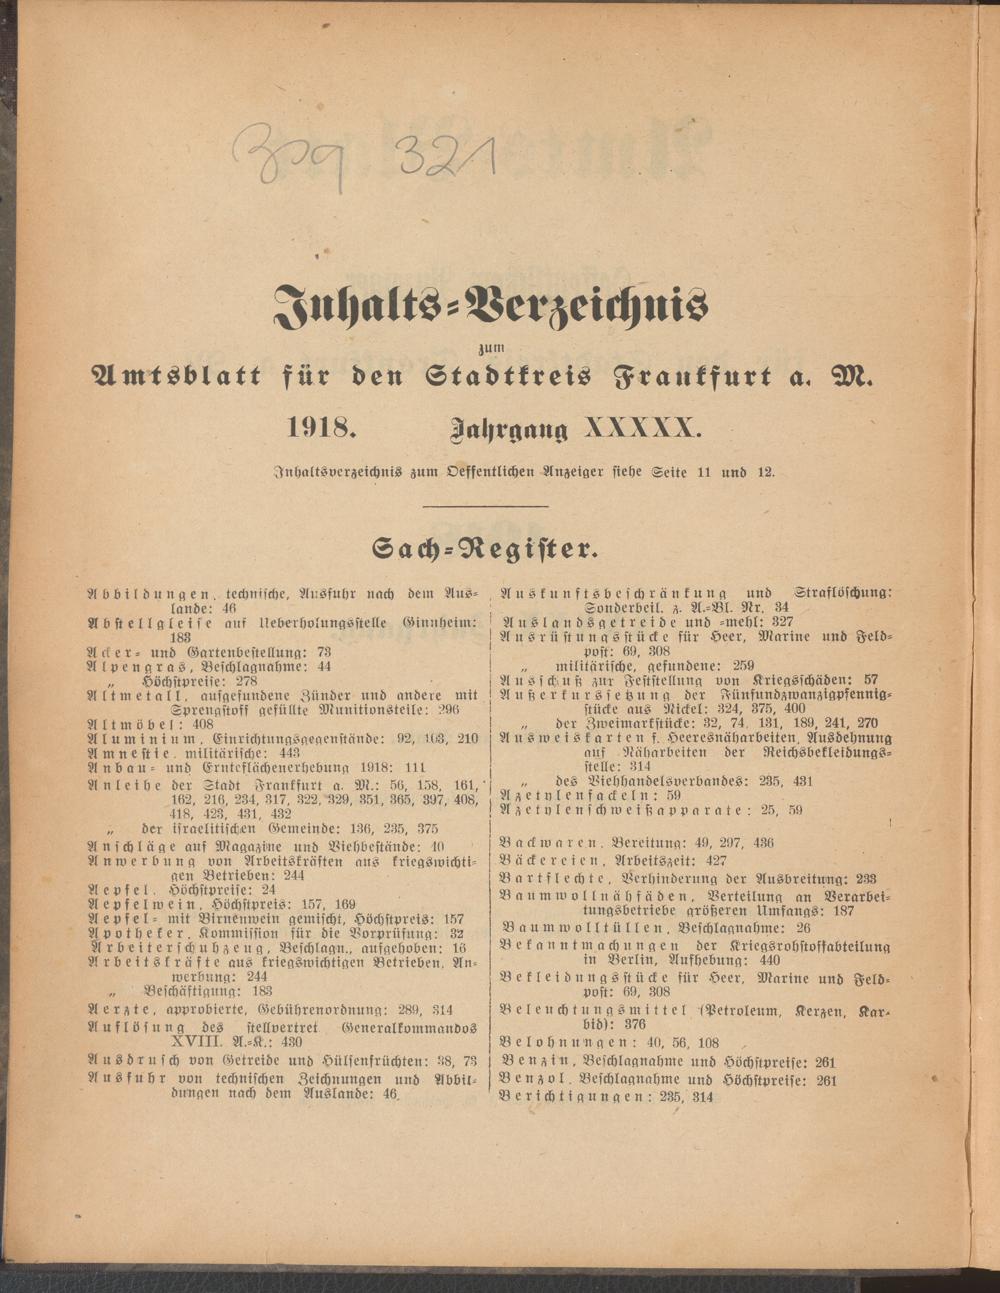 321
Inhalts-Verzeichnis
zum
Amtsblatt für den Stadtkreis Frankfurt a. M.
1918. Jahrgang XXXXX.
Inhaltsverzeichnis zum Oeffentlichen Anzeiger siehe Seite 11 und 12.
Sach-Register.
Abbildungen, technische, Ausfuhr nach dem Aus-
lande: 46
Abstellgleise auf Ueberholungsstelle Ginnheim:
183
Acker- und Gartenbestellung: 73
Alpengras, Beschlagnahme: 44
„ Höchstpreise: 278
Altmetall, aufgefundene Zünder und andere mit
Sprengstoff gefüllte Munitionsteile: 296
Altmöbel: 408
Aluminium, Einrichtungsgegenstände: 92, 163, 210
Amnestie, militärische: 443
Anbau- und Ernteflächenerhebung 1918: 111
Anleihe der Stadt Frankfurt a. M.: 56, 158, 161,
162, 216, 234, 317, 322, 329, 351, 365, 397, 408,
418, 423, 431, 432
„ der israelitischen Gemeinde: 136, 235, 375
Anschläge auf Magazine und Viehbestände: 40
Anwerbung von Arbeitskräften aus kriegswichti-
gen Betrieben: 244
Aepfel, Höchstpreise: 24
Aepfelwein, Höchstpreis: 157, 169
Aepfel- mit Birnenwein gemischt, Höchstpreis: 157
Apotheker, Kommission für die Vorprüfung: 32
Arbeiterschuhzeug, Beschlagn., aufgehoben: 16
Arbeitskräfte aus kriegswichtigen Betrieben, An-
werbung: 244
„ Beschäftigung: 183
Aerzte, approbierte, Gebührenordnung: 289, 314
Auflösung des stellvertret Generalkommandos
XVIII. A.-K.: 430
Ausdrusch von Getreide und Hülsenfrüchten: 38, 73
Ausfuhr von technischen Zeichnungen und Abbil-
dungen nach dem Auslande: 46
Auskunftsbeschränkung und Straflöschung:
Sonderbeil. z. A.-Bl. Nr. 34
Auslandsgetreide und -mehl: 327
Ausrüstungsstücke für Heer, Marine und Feld-
post: 69, 308
„ militärische, gefundene: 259
Ausschuß zur Feststellung von Kriegsschäden: 57
Außerkurssetzung der Fünfundzwanzigpfennig-
stücke aus Nickel: 324, 375, 400
„ der Zweimarkstücke: 32, 74, 131, 189, 241, 270
Ausweiskarten f. Heeresnäharbeiten, Ausdehnung
auf Näharbeiten der Reichsbekleidungs-
stelle: 314
„ des Viehhandelsverbandes: 235, 431
Azetylenfackeln: 59
Azetylenschweißapparate: 25, 59
Backwaren, Bereitung: 49, 297, 436
Bäckereien, Arbeitszeit: 427
Bartflechte, Verhinderung der Ausbreitung: 233
Baumwollnähfäden, Verteilung an Verarbei-
tungsbetriebe größeren Umfangs: 187
Baumwolltüllen, Beschlagnahme: 26
Bekanntmachungen der Kriegsrohstoffabteilung
in Berlin, Aufhebung: 440
Bekleidungsstücke für Heer, Marine und Feld-
post: 69, 308
Beleuchtungsmittel (Petroleum, Kerzen, Kar-
bid): 376
Belohnungen: 40, 56, 108
Benzin, Beschlagnahme und Höchstpreise: 261
Benzol, Beschlagnahme und Höchstpreise: 261
Berichtigungen: 235, 314